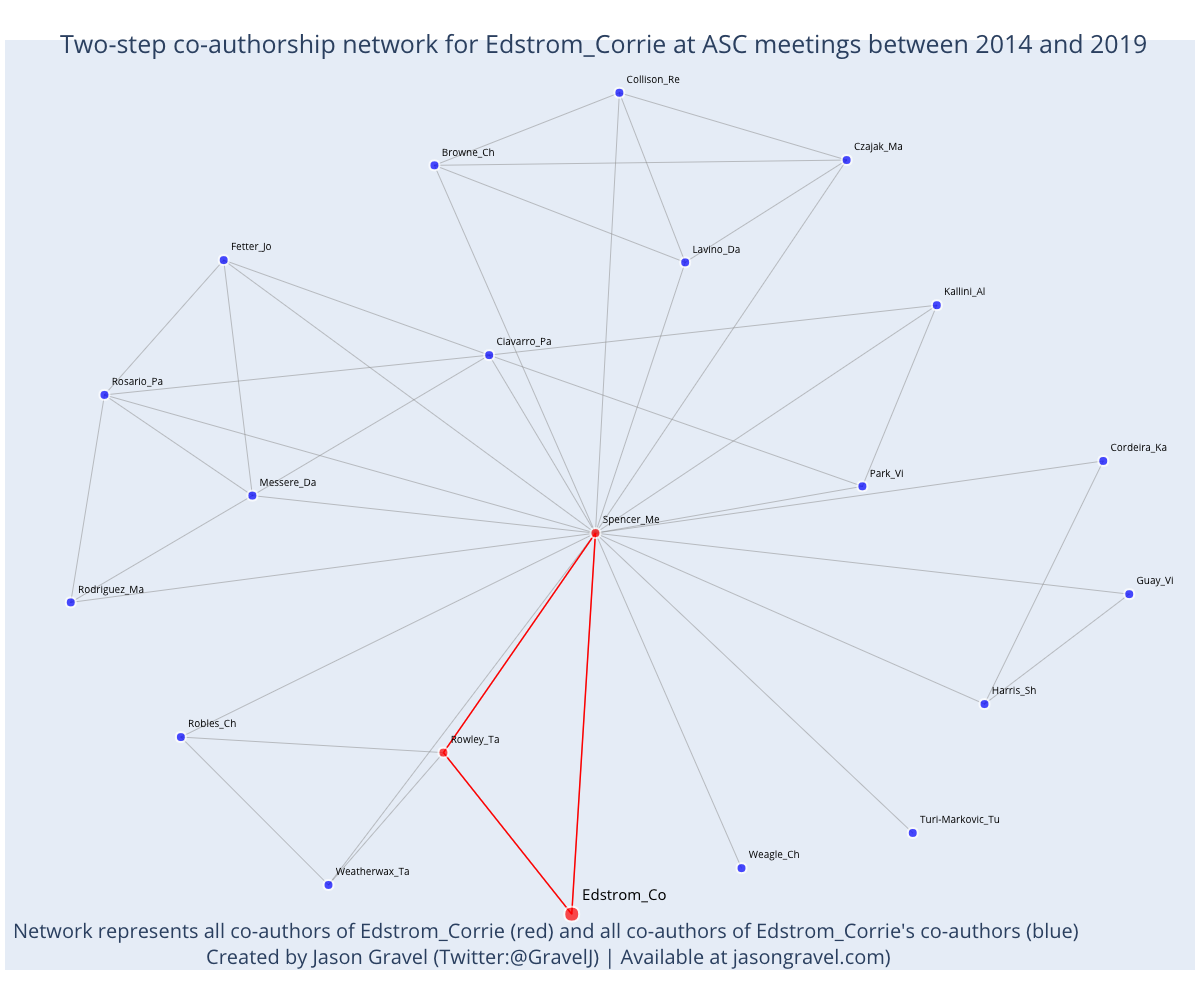 Two-step co-authorship network for Edstrom_Corrie at ASC meetings between 2014 and 2019
Collison_Re
Browne_Ch
Czajak_Ma
Fetter_Jo
Lavino_Da
Kallini_Al
Ciavarro_Pa
Rosario_Pa
Cordeira_Ka
Park_Vi
Messere_Da
Spencer_Me
Guay_Vi
Rodriguez_Ma
Harris_Sh
Robles_Ch
Rowley_Ta
Turi-Markovic_Tu
Weagle_Ch
Weatherwax_Ta
Edstrom_Co
Network represents all co-authors of Edstrom_Corrie (red) and all co-authors of Edstrom_Corrie's co-authors (blue)
Created by Jason Gravel (Twitter:@GravelJ) | Available at jasongravel.com)